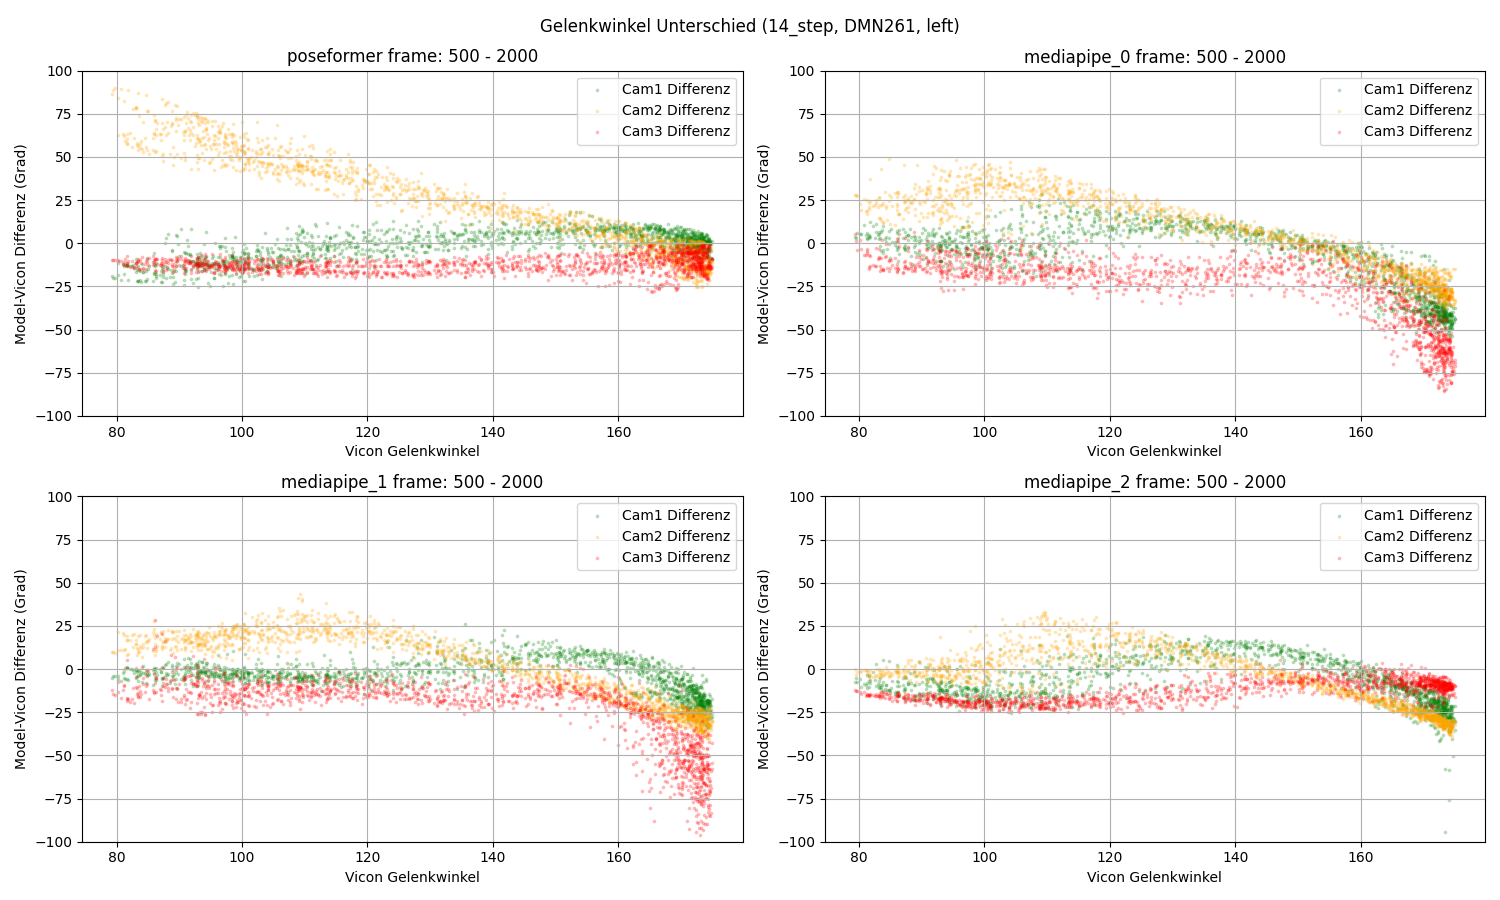 Gelenkwinkel Unterschied (14_step, DMN261, left)
poseformer frame: 500 - 2000
100
75
50
25
0
−25
−50
−75
−100
Model-Vicon Differenz (Grad)
Cam1 Differenz
Cam2 Differenz
Cam3 Differenz
80 100 120 140 160
Vicon Gelenkwinkel
mediapipe_0 frame: 500 - 2000
100
75
50
25
0
−25
−50
−75
−100
Model-Vicon Differenz (Grad)
Cam1 Differenz
Cam2 Differenz
Cam3 Differenz
80 100 120 140 160
Vicon Gelenkwinkel
mediapipe_1 frame: 500 - 2000
100
75
50
25
0
−25
−50
−75
−100
Model-Vicon Differenz (Grad)
Cam1 Differenz
Cam2 Differenz
Cam3 Differenz
80 100 120 140 160
Vicon Gelenkwinkel
mediapipe_2 frame: 500 - 2000
100
75
50
25
0
−25
−50
−75
−100
Model-Vicon Differenz (Grad)
Cam1 Differenz
Cam2 Differenz
Cam3 Differenz
80 100 120 140 160
Vicon Gelenkwinkel